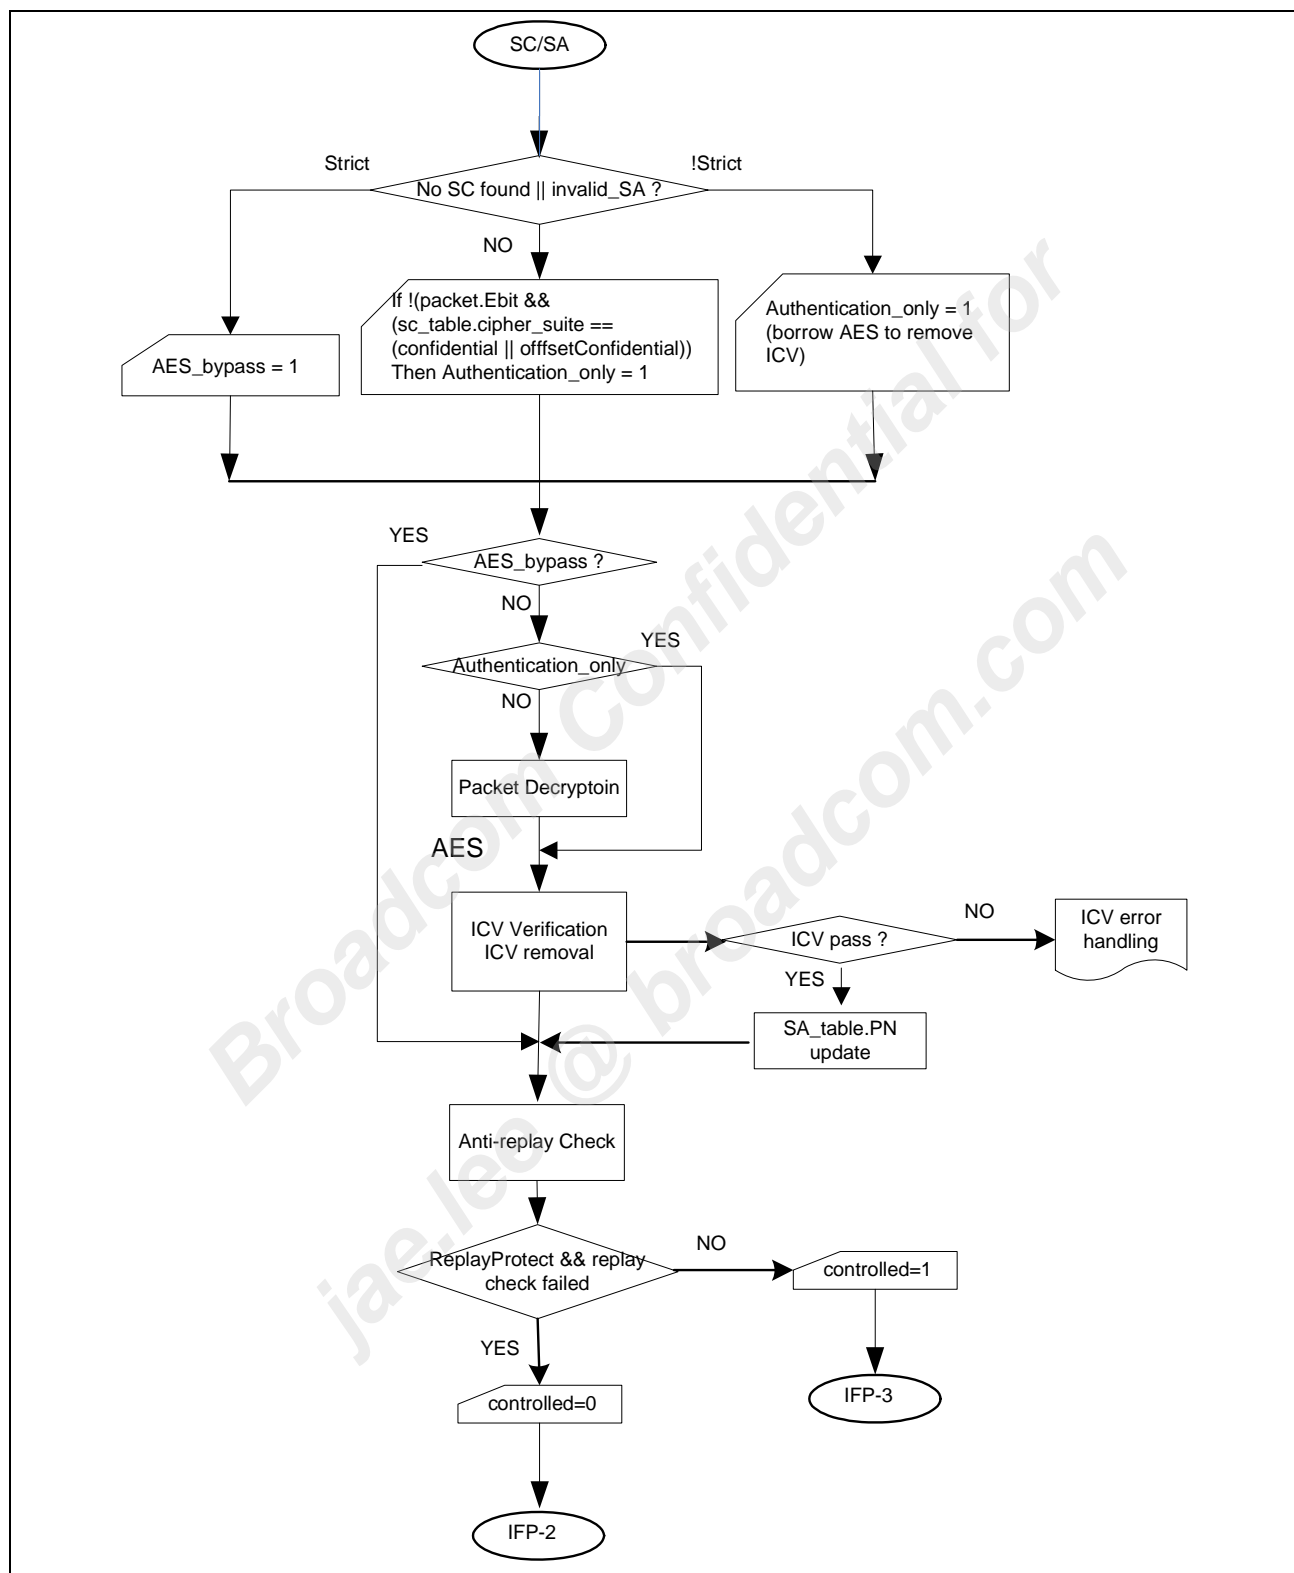 SC/SA
Strict
!Strict
No SC found || invalid_SA ?
NO
If !(packet.Ebit &&
(sc_table.cipher_suite ==
(confidential || offfsetConfidential))
Then Authentication_only = 1
Authentication_only = 1
(borrow AES to remove
ICV)
AES_bypass = 1
YES
AES_bypass ?
NO
YES
Authentication_only
NO
Packet Decryptoin
AES
ICV Verification
ICV removal
ICV pass ?
NO
ICV error
handling
YES
SA_table.PN
update
Anti-replay Check
ReplayProtect && replay
check failed
NO
controlled=1
YES
IFP-3
controlled=0
IFP-2
Broadcom Confidential for
jae.lee @ broadcom.com